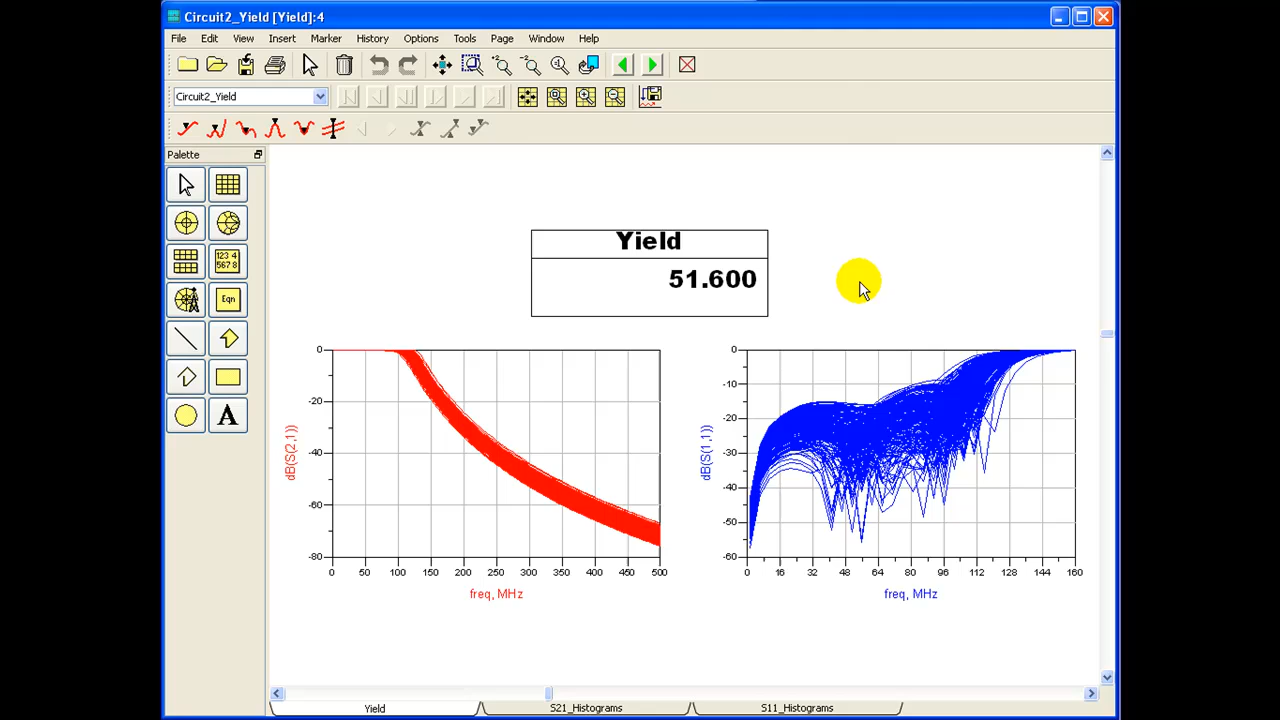 Circuit2_Yield [Yield]:4
File Edit View Insert Marker History Options Tools Page Window Help
Circuit2_Yield
Palette
123 4
567 8
Eqn
A
Yield
51.600
dB(S(2,1))
0
-20
-40
-60
-80
0 50 100 150 200 250 300 350 400 450 500
freq, MHz
dB(S(1,1))
0
-10
-20
-30
-40
-50
-60
0 16 32 48 64 80 96 112 128 144 160
freq, MHz
Yield S21_Histograms S11_Histograms